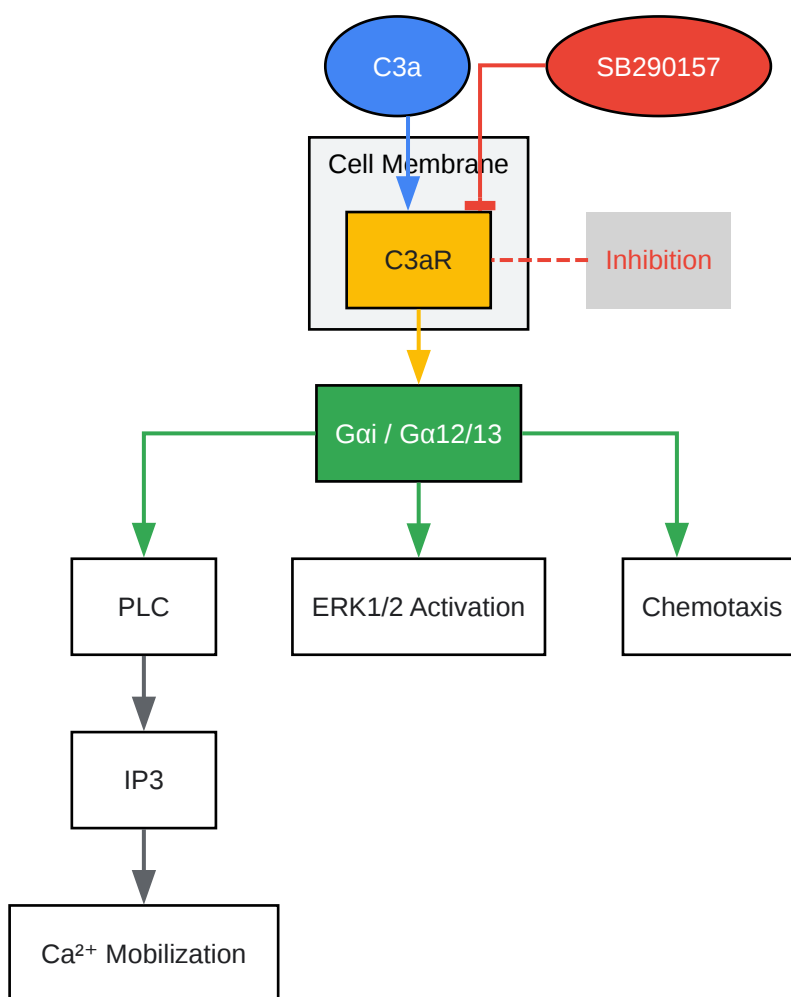 C3a
SB290157
Cell Membrane
C3aR
Inhibition
Gαi / Gα12/13
PLC
ERK1/2 Activation
Chemotaxis
IP3
Ca²⁺ Mobilization